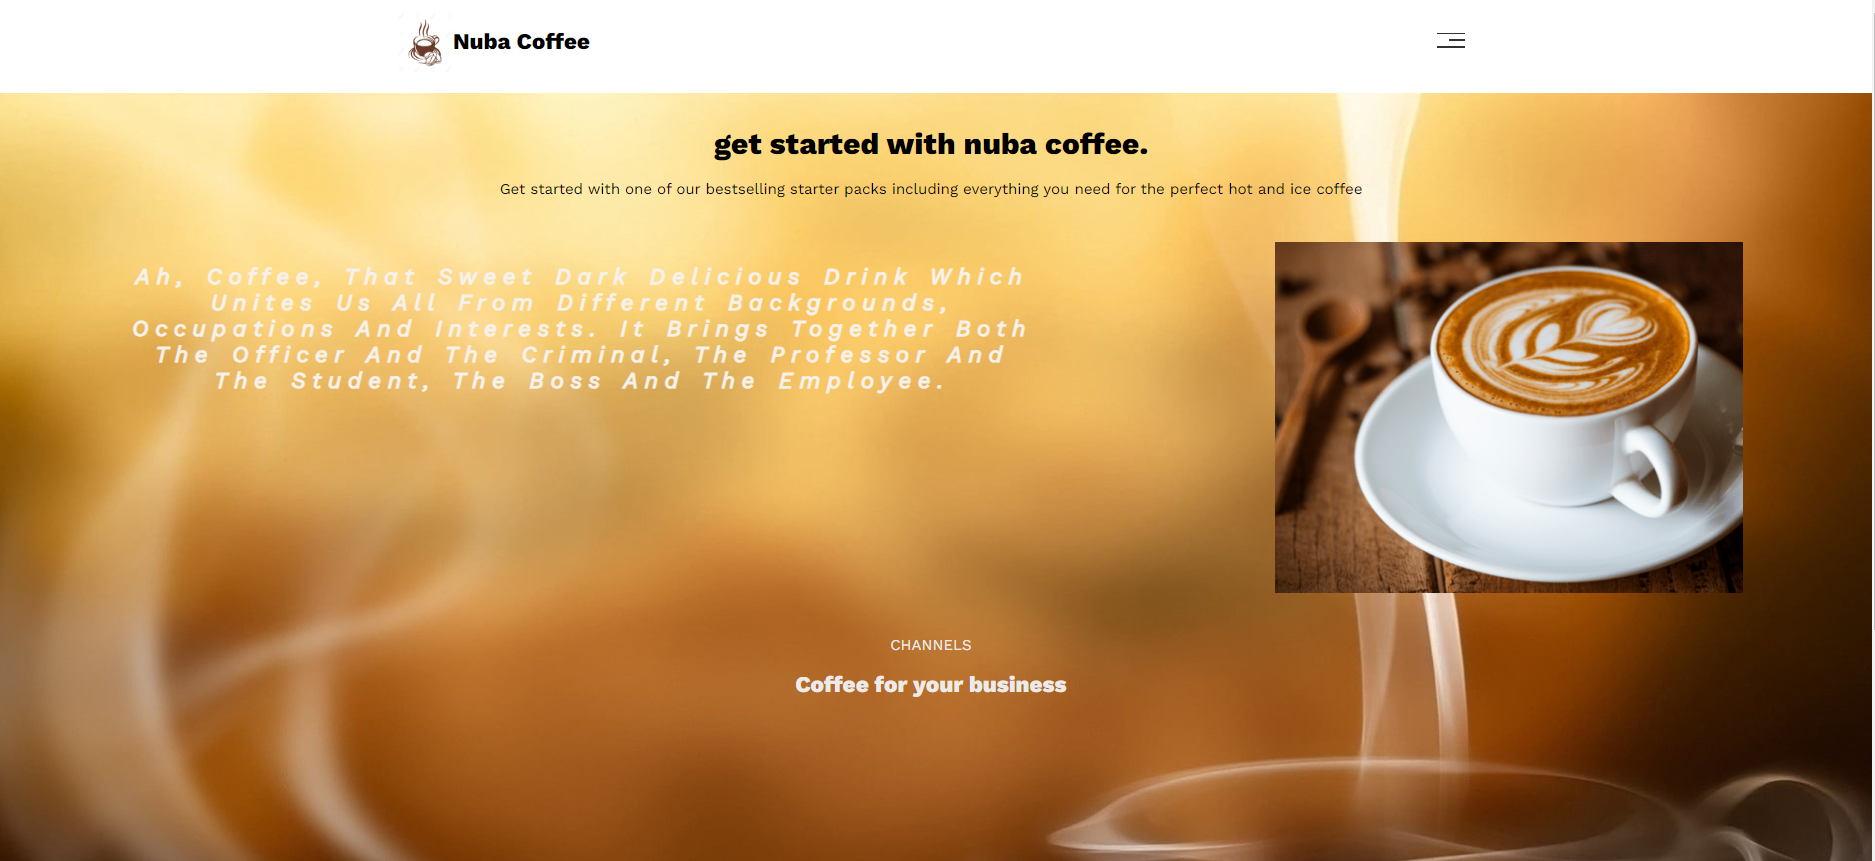 Nuba Coffee
get started with nuba coffee.
Get started with one of our bestselling starter packs including everything you need for the perfect hot and ice coffee
Ah, Coffee, That Sweet Dark Delicious Drink Which
Unites Us All From Different Backgrounds,
Occupations And Interests. It Brings Together Both
The Officer And The Criminal, The Professor And
The Student, The Boss And The Employee.
CHANNELS
Coffee for your business